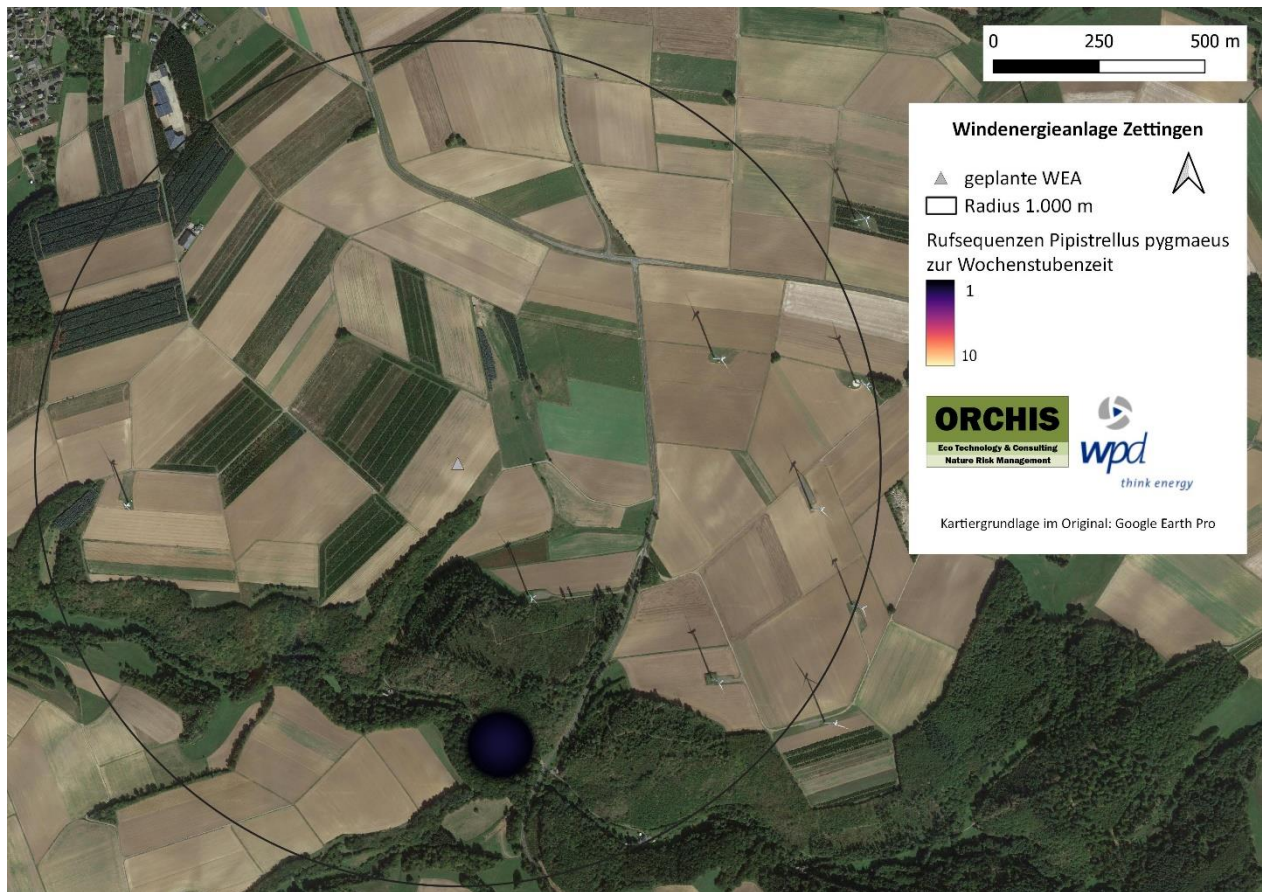 0 250 500 m
Windenergieanlage Zettingen
geplante WEA
Radius 1.000 m
Rufsequenzen Pipistrellus pygmaeus
zur Wochenstubenzeit
1
10
ORCHIS
Eco Technology & Consulting
Nature Risk Management
wpd
think energy
Kartiergrundlage im Original: Google Earth Pro